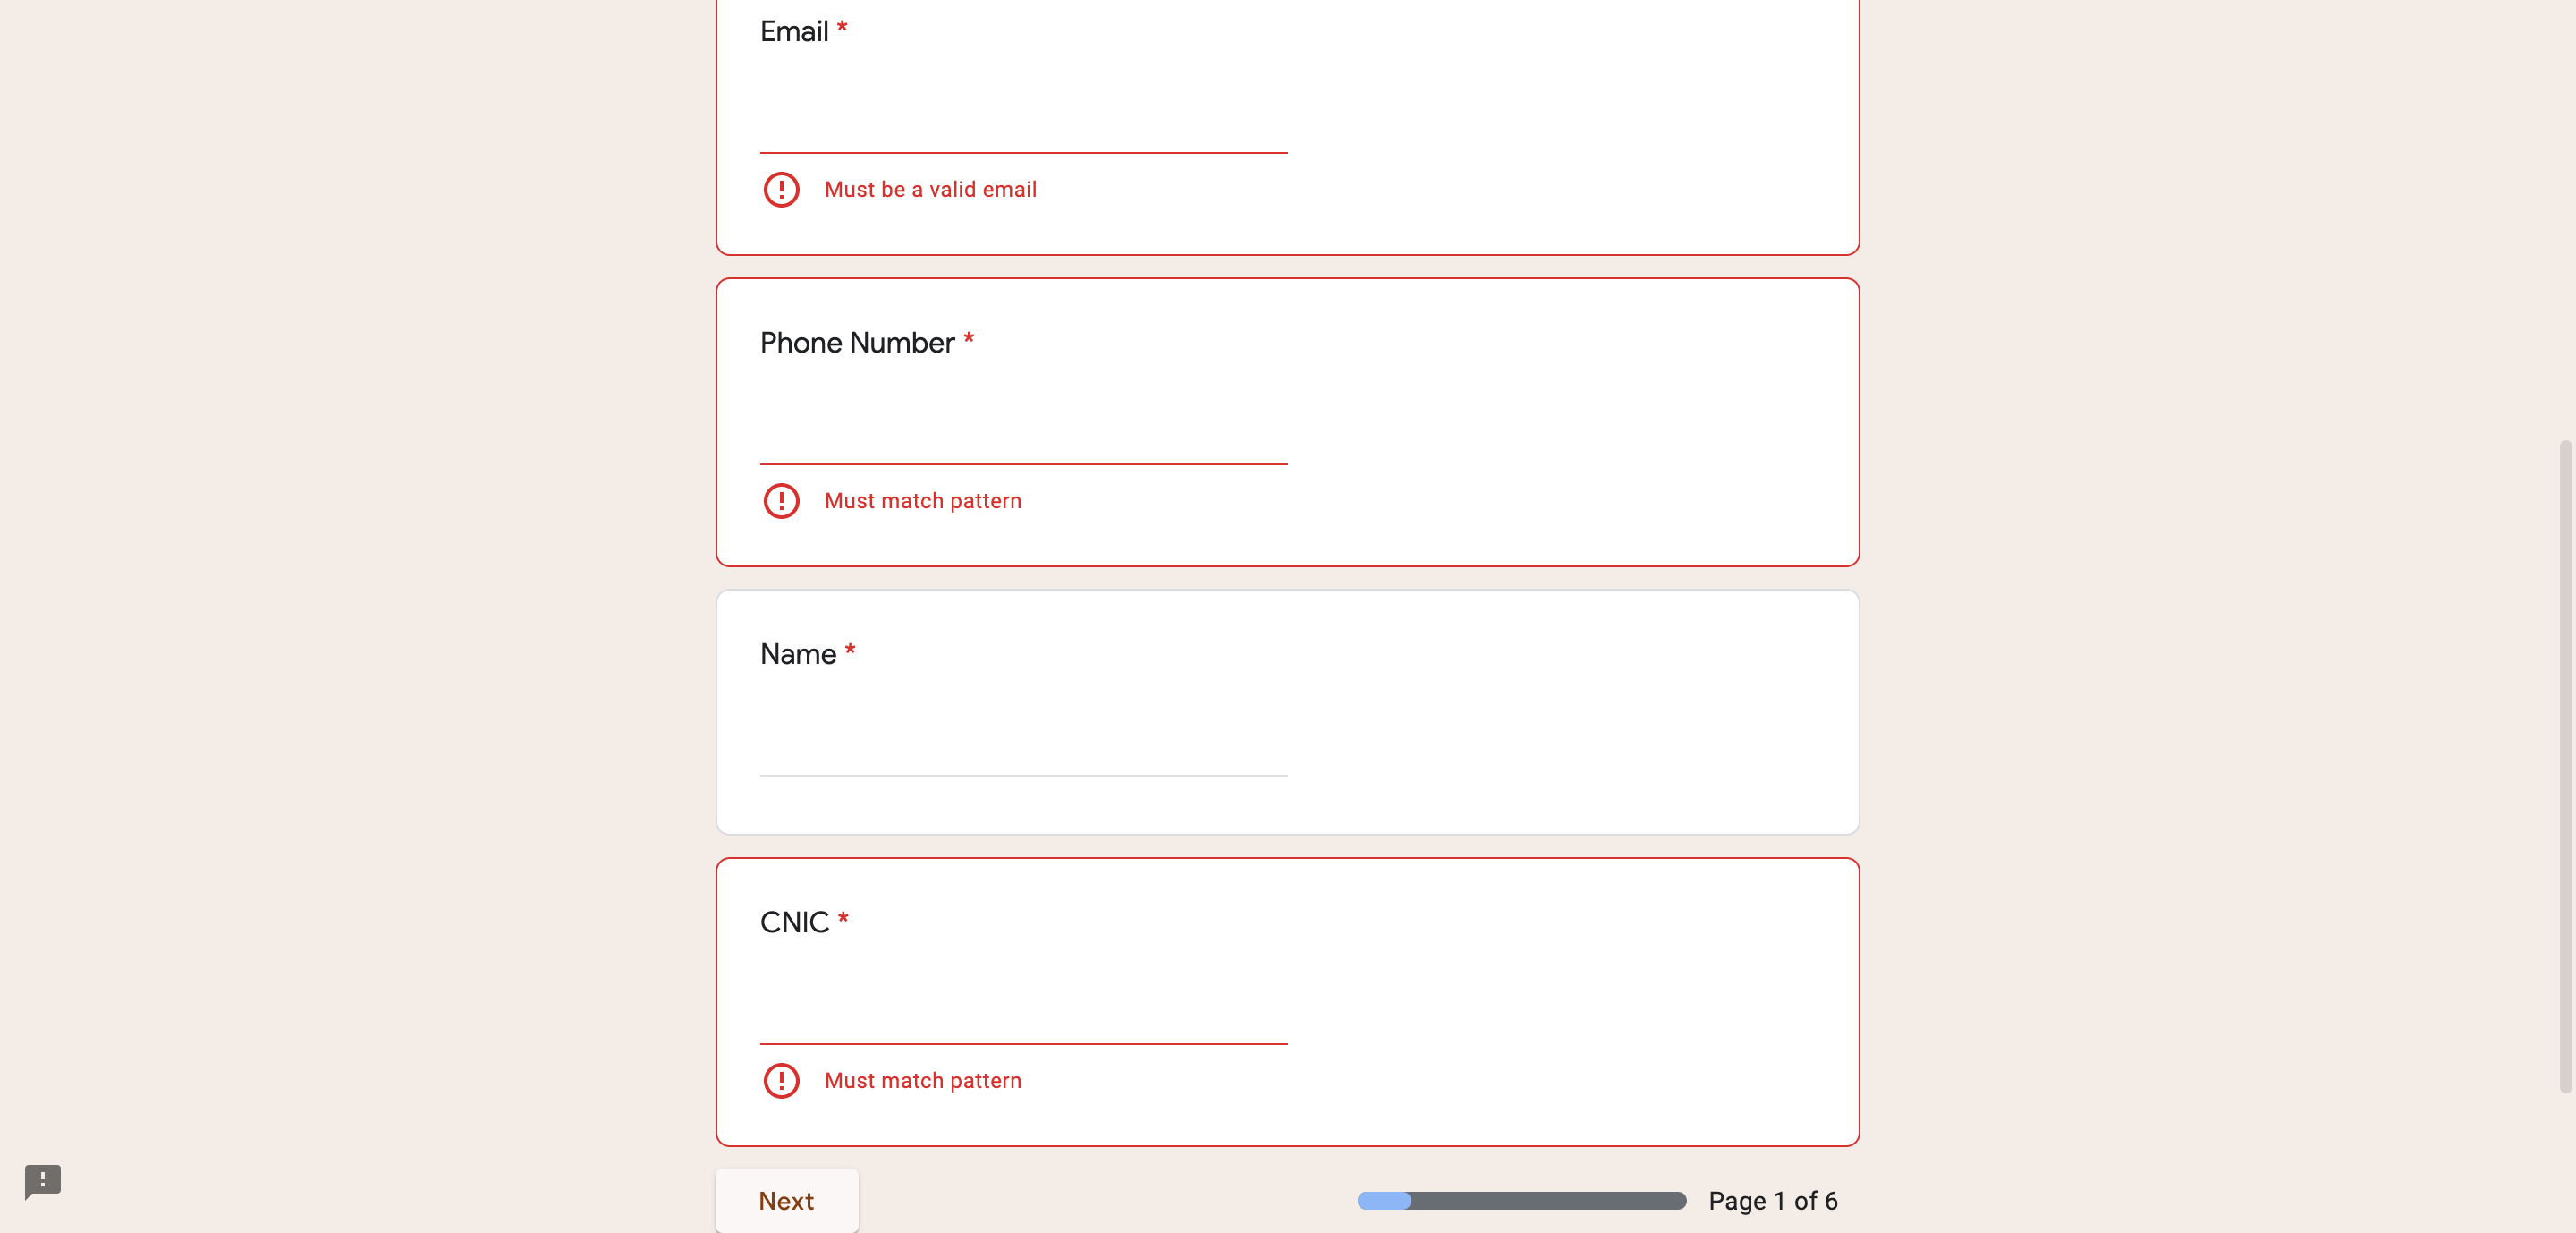 Email *
Must be a valid email
Phone Number *
Must match pattern
Name *
CNIC *
Must match pattern
Next
Page 1 of 6